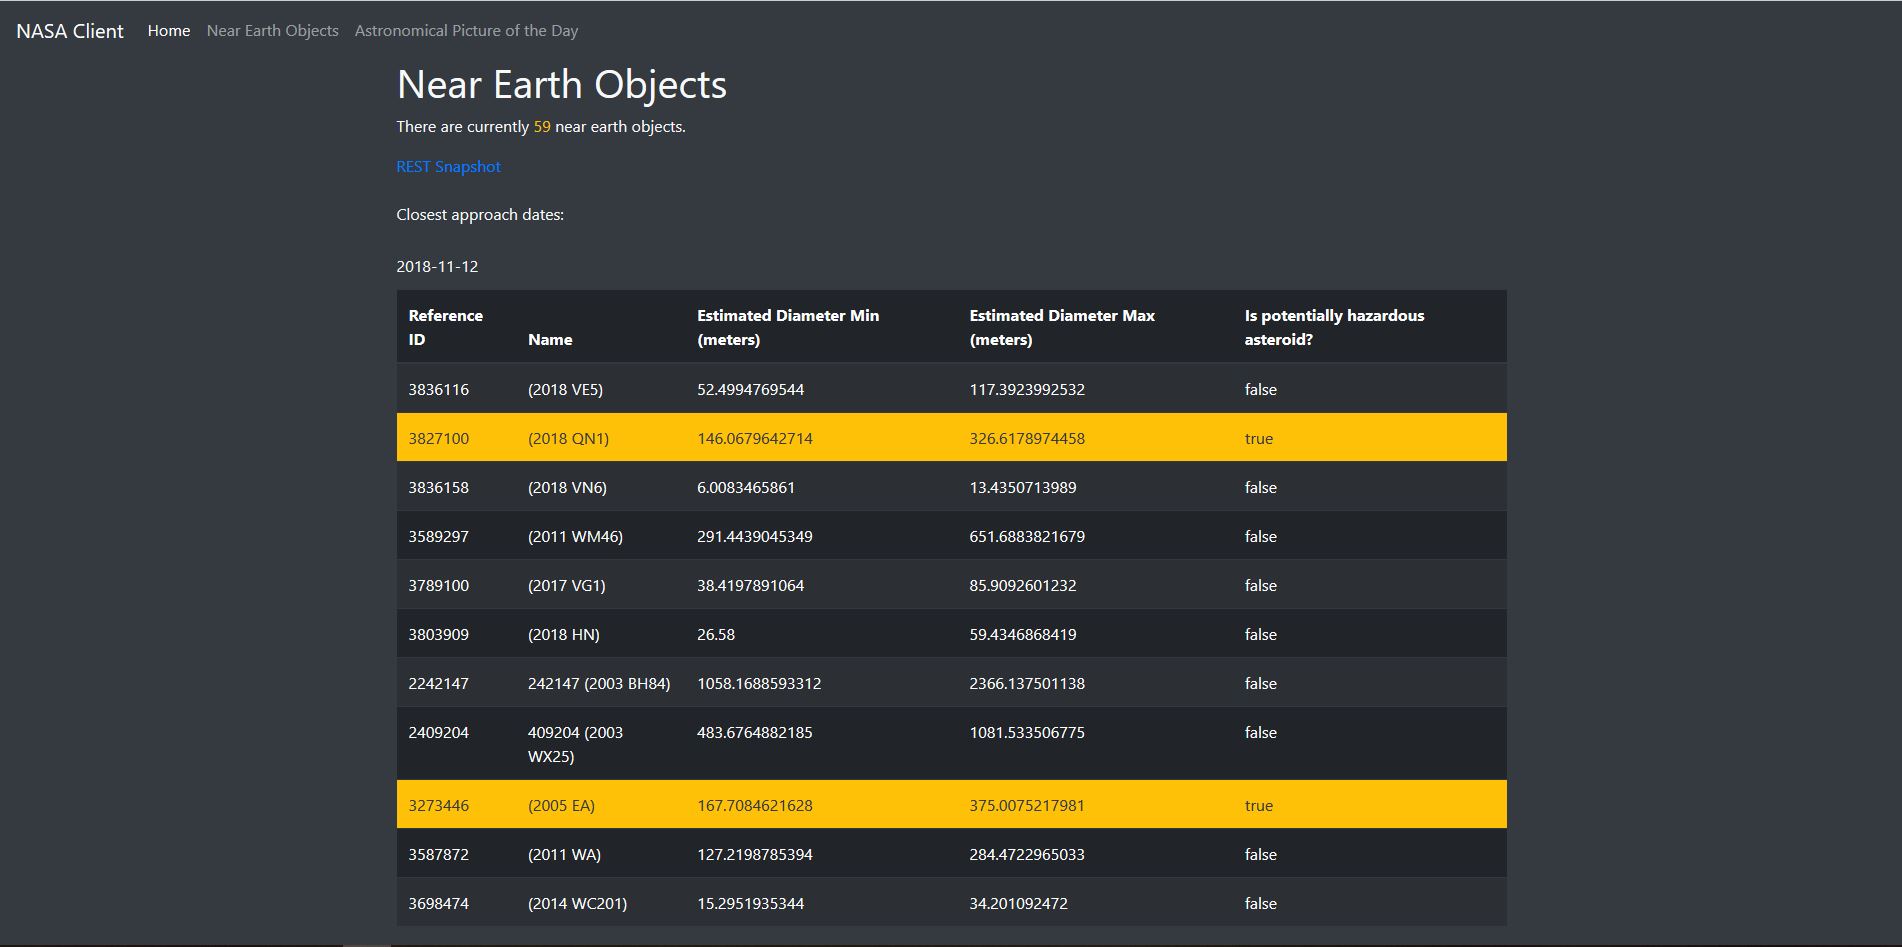 NASA Client Home Near Earth Objects Astronomical Picture of the Day
Near Earth Objects
There are currently 59 near earth objects.
REST Snapshot
Closest approach dates:
2018-11-12
Reference ID Name Estimated Diameter Min (meters) Estimated Diameter Max (meters) Is potentially hazardous asteroid?
3836116 (2018 VE5) 52.4994769544 117.3923992532 false
3827100 (2018 QN1) 146.0679642714 326.6178974458 true
3836158 (2018 VN6) 6.0083465861 13.4350713989 false
3589297 (2011 WM46) 291.4439045349 651.6883821679 false
3789100 (2017 VG1) 38.4197891064 85.9092601232 false
3803909 (2018 HN) 26.58 59.4346868419 false
2242147 242147 (2003 BH84) 1058.1688593312 2366.137501138 false
2409204 409204 (2003 WX25) 483.6764882185 1081.533506775 false
3273446 (2005 EA) 167.7084621628 375.0075217981 true
3587872 (2011 WA) 127.2198785394 284.4722965033 false
3698474 (2014 WC201) 15.2951935344 34.201092472 false